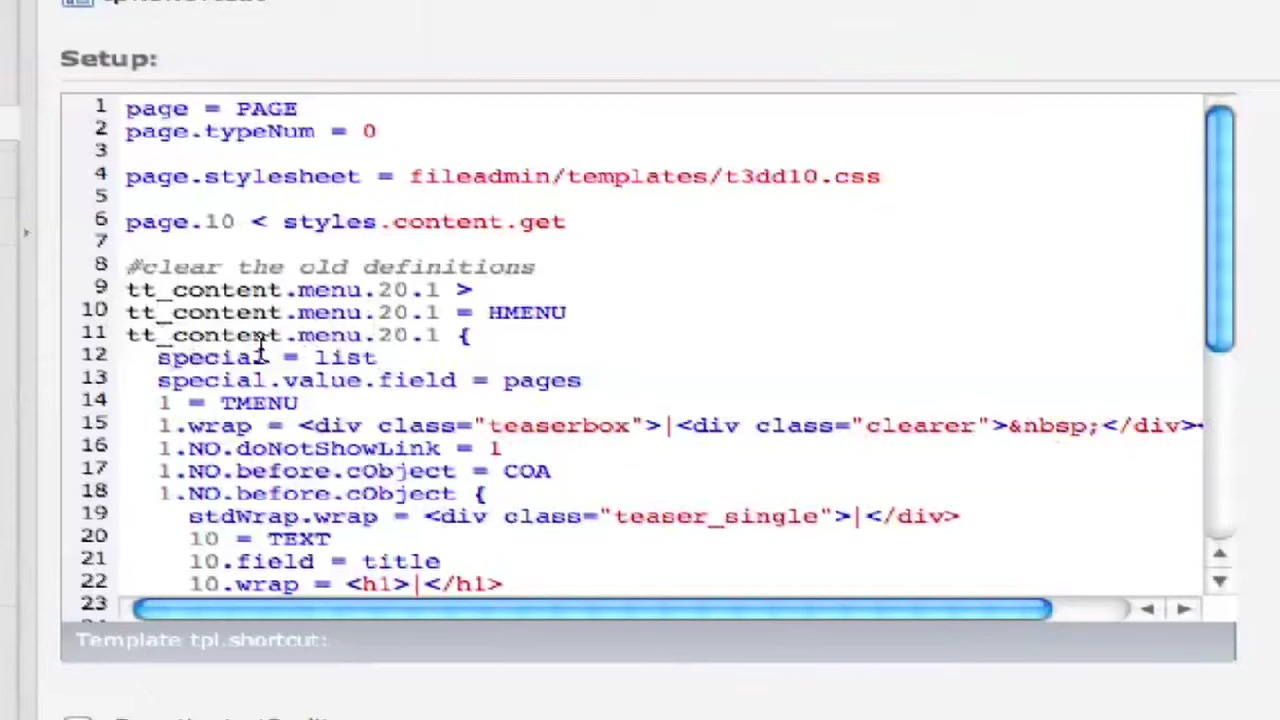 Setup:
1 page = PAGE
2 page.typeNum = 0
3
4 page.stylesheet = fileadmin/templates/t3dd10.css
5
6 page.10 < styles.content.get
7
8 #clear the old definitions
9 tt_content.menu.20.1 >
10 tt_content.menu.20.1 = HMENU
11 tt_content.menu.20.1 {
12 special = list
13 special.value.field = pages
14 1 = TMENU
15 1.wrap = <div class="teaserbox">|<div class="clearer">&nbsp;</div><
16 1.NO.doNotShowLink = 1
17 1.NO.before.cObject = COA
18 1.NO.before.cObject {
19 stdWrap.wrap = <div class="teaser_single">|</div>
20 10 = TEXT
21 10.field = title
22 10.wrap = <h1>|</h1>
23
Template tpl.shortcut: